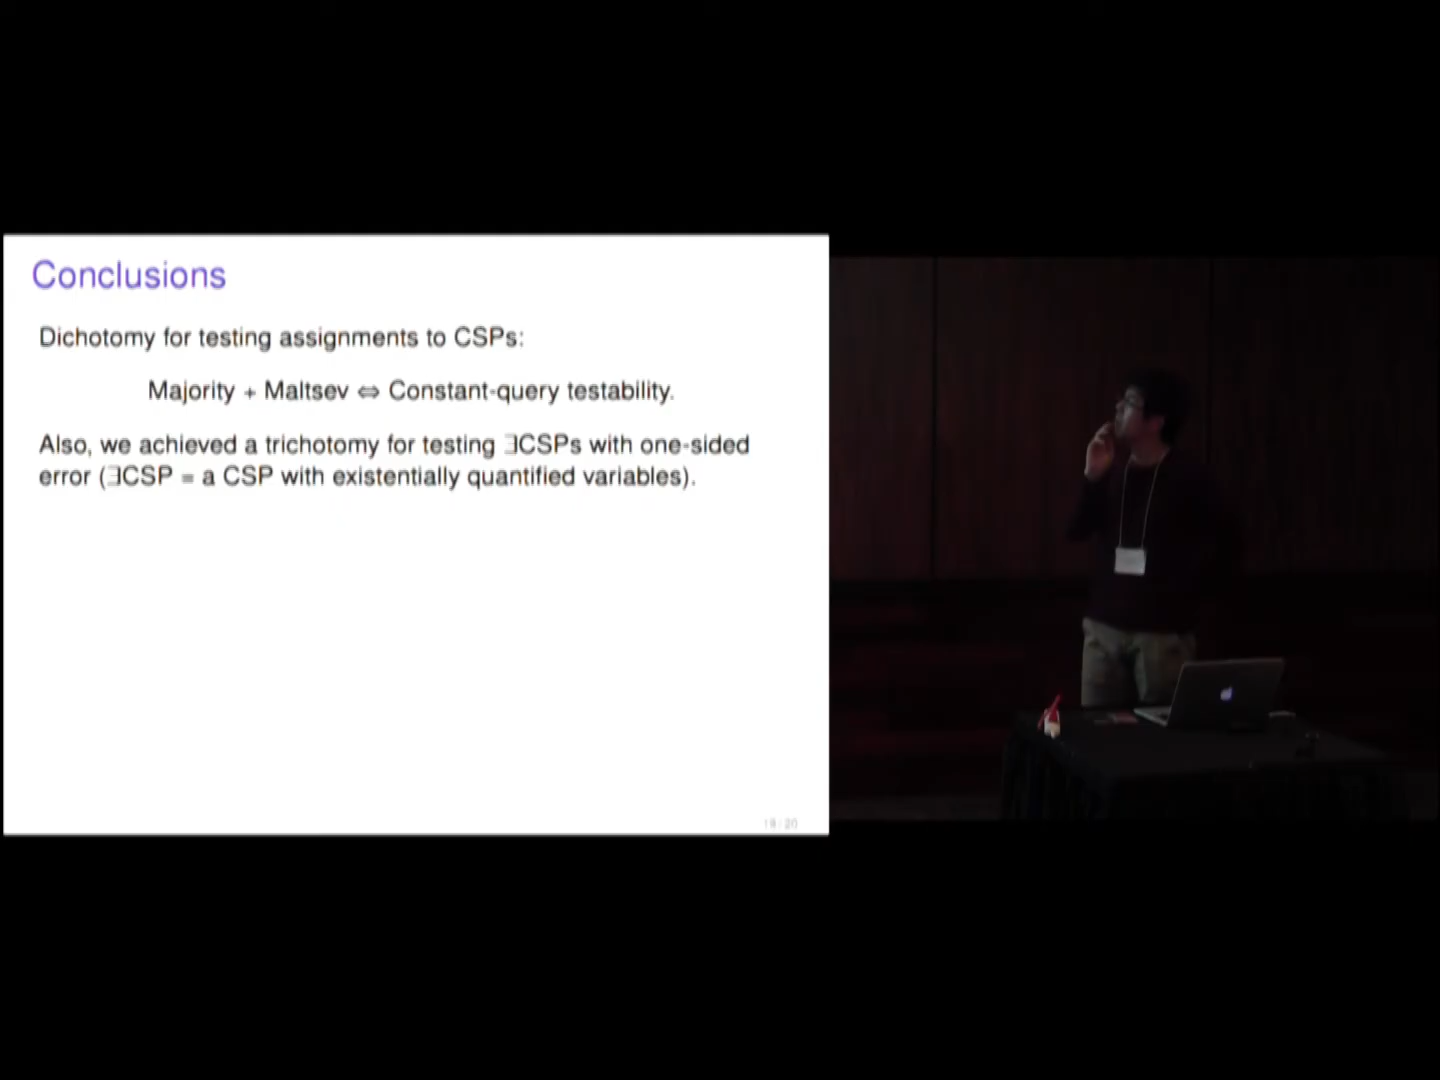 Conclusions
Dichotomy for testing assignments to CSPs:
Majority + Maltsev ⇔ Constant-query testability.
Also, we achieved a trichotomy for testing ∃CSPs with one-sided
error (∃CSP = a CSP with existentially quantified variables).